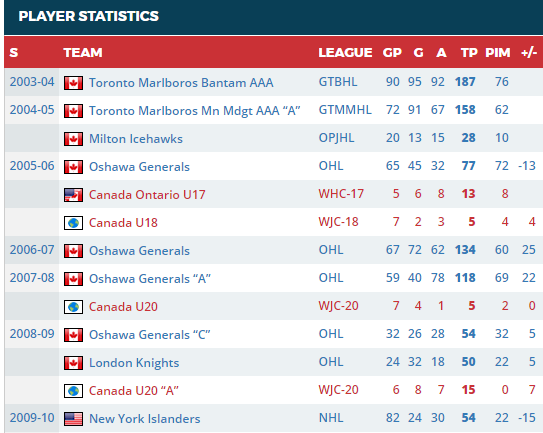 PLAYER STATISTICS
S TEAM LEAGUE GP G A TP PIM +/-
2003-04 Toronto Marlboros Bantam AAA GTBHL 90 95 92 187 76
2004-05 Toronto Marlboros Mn Mdgt AAA “A” GTMMHL 72 91 67 158 62
Milton Icehawks OPJHL 20 13 15 28 10
2005-06 Oshawa Generals OHL 65 45 32 77 72 -13
Canada Ontario U17 WHC-17 5 6 8 13 8
Canada U18 WJC-18 7 2 3 5 4 4
2006-07 Oshawa Generals OHL 67 72 62 134 60 25
2007-08 Oshawa Generals “A” OHL 59 40 78 118 69 22
Canada U20 WJC-20 7 4 1 5 2 0
2008-09 Oshawa Generals “C” OHL 32 26 28 54 32 5
London Knights OHL 24 32 18 50 22 5
Canada U20 “A” WJC-20 6 8 7 15 0 7
2009-10 New York Islanders NHL 82 24 30 54 22 -15